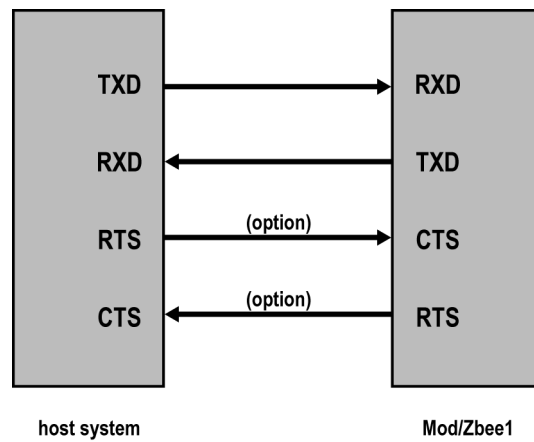 TXD
RXD
RXD
TXD
(option)
RTS
CTS
(option)
CTS
RTS
host system
Mod/Zbee1